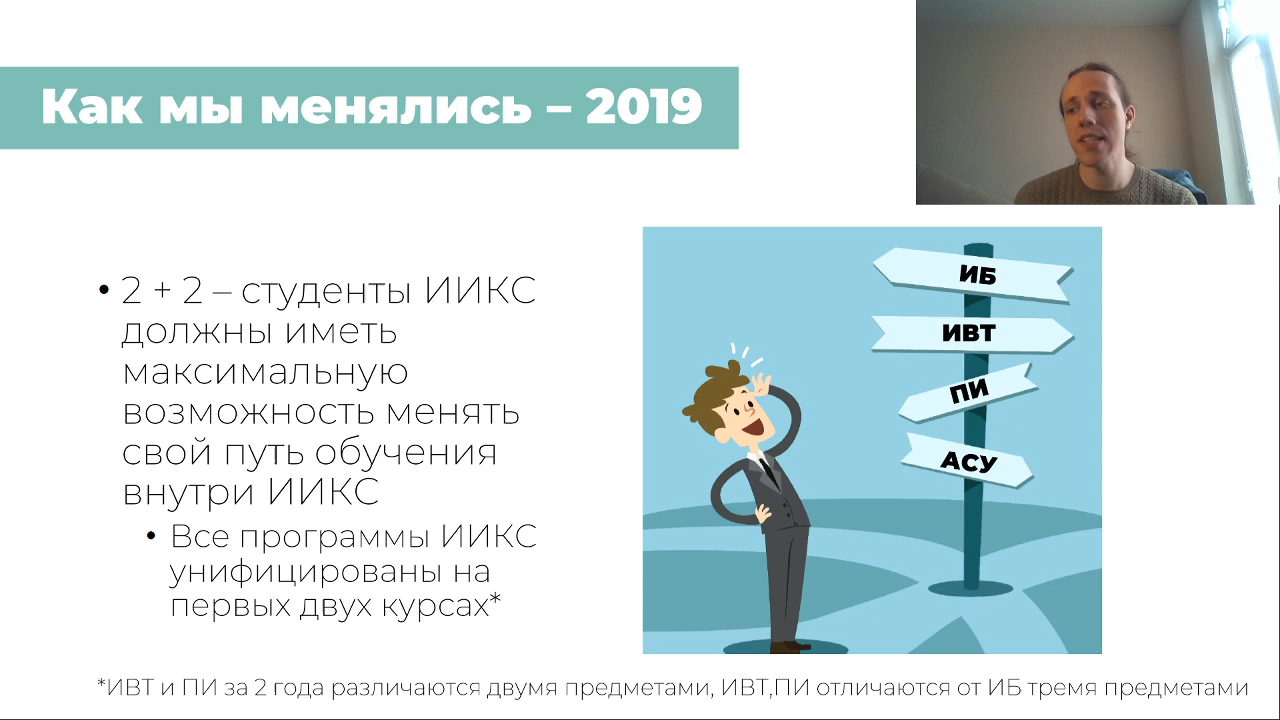 Как мы менялись – 2019
• 2 + 2 – студенты ИИКС
должны иметь
максимальную
возможность менять
свой путь обучения
внутри ИИКС
• Все программы ИИКС
унифицированы на
первых двух курсах*
ИБ
ИВТ
ПИ
АСУ
*ИВТ и ПИ за 2 года различаются двумя предметами, ИВТ,ПИ отличаются от ИБ тремя предметами